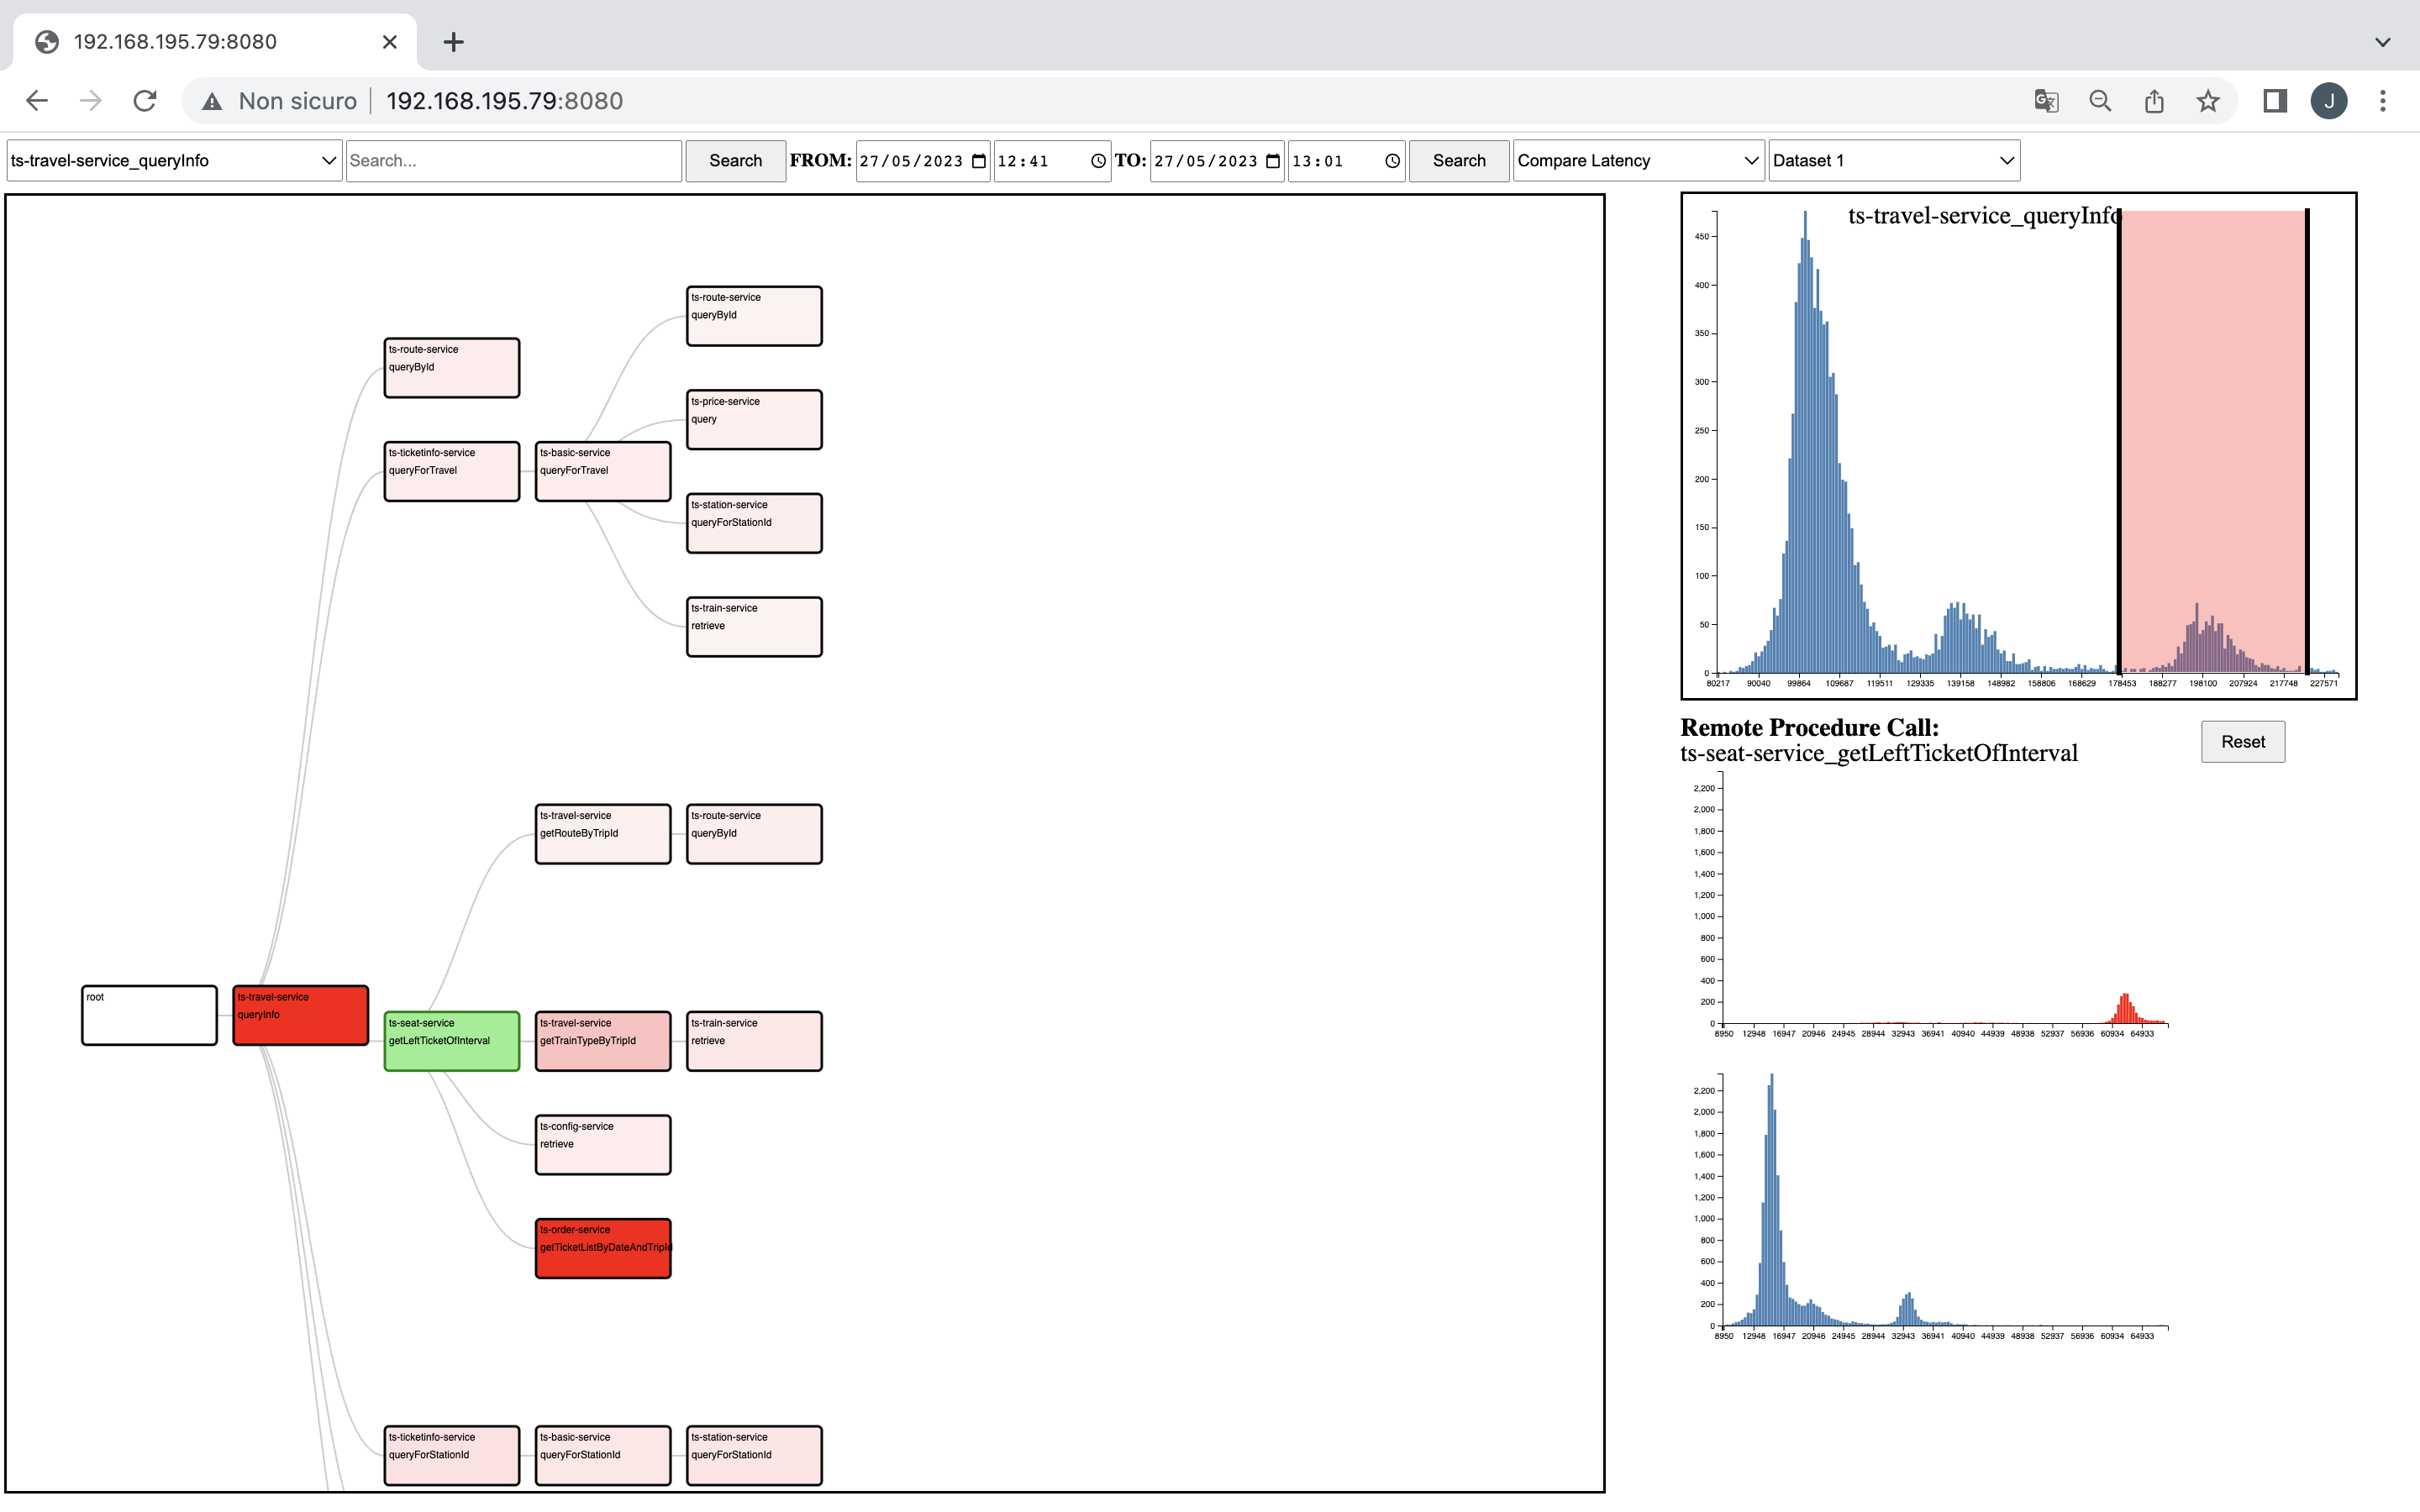 192.168.195.79:8080
Non sicuro | 192.168.195.79:8080
J
ts-travel-service_queryInfo Search... Search FROM: 27/05/2023 12:41 TO: 27/05/2023 13:01 Search Compare Latency Dataset 1
ts-route-service
queryById
ts-route-service
queryById
ts-price-service
query
ts-ticketinfo-service
queryForTravel
ts-basic-service
queryForTravel
ts-station-service
queryForStationId
ts-train-service
retrieve
ts-travel-service
getRouteByTripId
ts-route-service
queryById
root
ts-travel-service
queryInfo
ts-seat-service
getLeftTicketOfInterval
ts-travel-service
getTrainTypeByTripId
ts-train-service
retrieve
ts-config-service
retrieve
ts-order-service
getTicketListByDateAndTripId
ts-ticketinfo-service
queryForStationId
ts-basic-service
queryForStationId
ts-station-service
queryForStationId
ts-travel-service_queryInfo
450
400
350
300
250
200
150
100
50
0
80217 90040 99864 109687 119511 129335 139158 148982 158806 168629 178453 188277 198100 207924 217748 227571
Remote Procedure Call:
ts-seat-service_getLeftTicketOfInterval
Reset
2,200
2,000
1,800
1,600
1,400
1,200
1,000
800
600
400
200
0
8950 12948 16947 20946 24945 28944 32943 36941 40940 44939 48938 52937 56936 60934 64933
2,200
2,000
1,800
1,600
1,400
1,200
1,000
800
600
400
200
0
8950 12948 16947 20946 24945 28944 32943 36941 40940 44939 48938 52937 56936 60934 64933